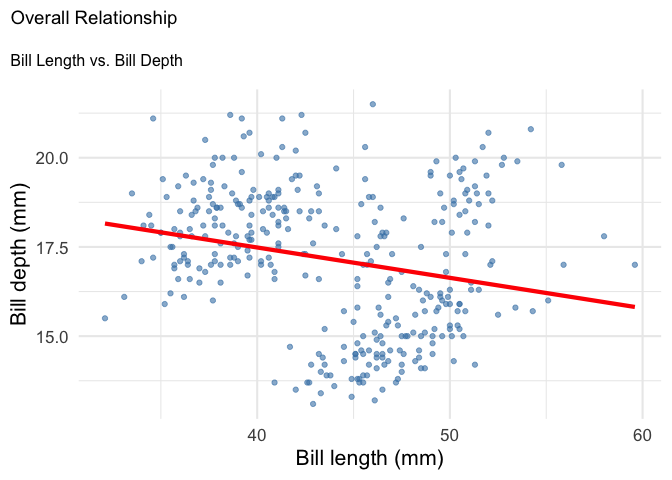 Overall Relationship
Bill Length vs. Bill Depth
Bill depth (mm)
20.0
17.5
15.0
40
50
60
Bill length (mm)